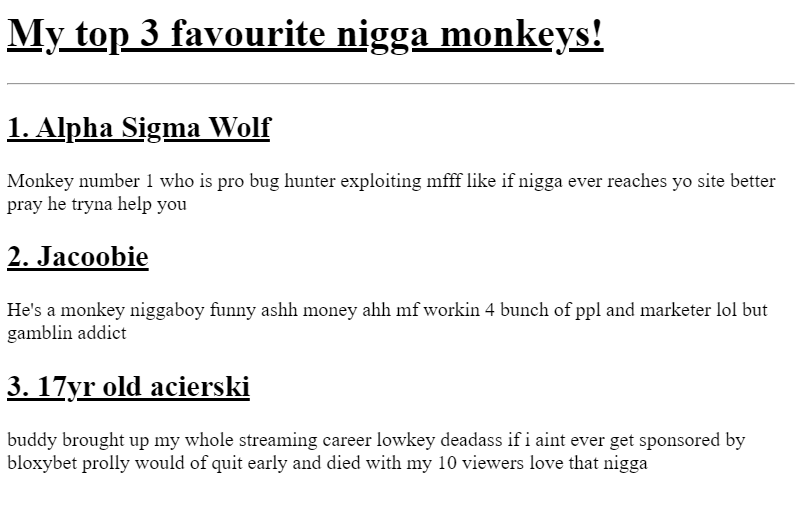 My top 3 favourite nigga monkeys!
1. Alpha Sigma Wolf
Monkey number 1 who is pro bug hunter exploiting mfff like if nigga ever reaches yo site better
pray he tryna help you
2. Jacoobie
He's a monkey niggaboy funny ashh money ahh mf workin 4 bunch of ppl and marketer lol but
gamblin addict
3. 17yr old acierski
buddy brought up my whole streaming career lowkey deadass if i aint ever get sponsored by
bloxybet prolly would of quit early and died with my 10 viewers love that nigga